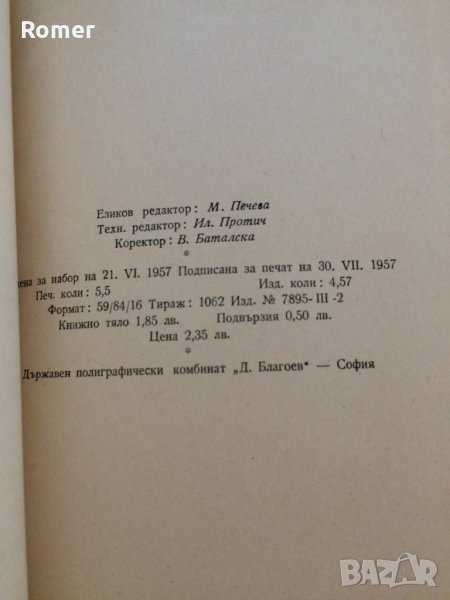 Romer
Езиков редактор: М. Печева
Техн. редактор: Ил. Протич
Коректор: В. Баталска
*
за набор на 21. VI. 1957 Подписана за печат на 30. VII. 1957
Печ. коли: 5,5 Изд. коли: 4,57
Формат: 59/84/16 Тираж: 1062 Изд. № 7895-III-2
Книжно тяло 1,85 лв. Подвързия 0,50 лв.
Цена 2,35 лв.
*
Държавен полиграфически комбинат „Д. Благоев" — София
BAZAR